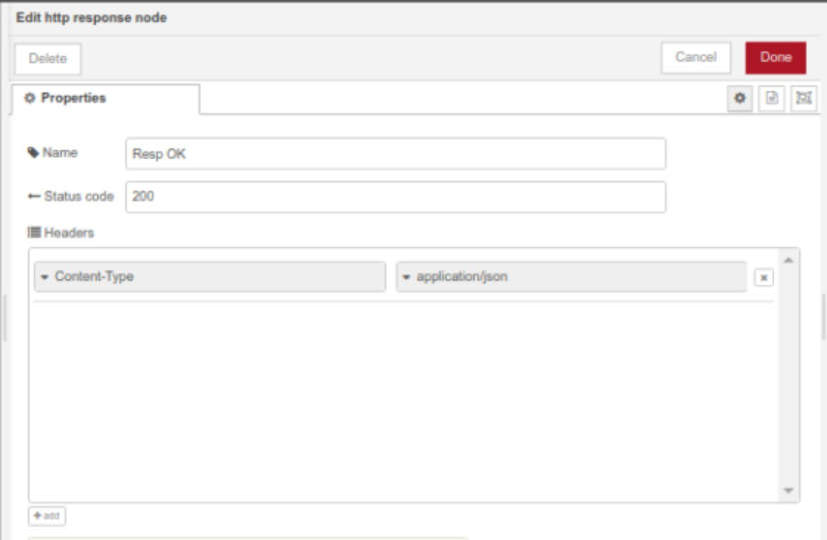 Edit http response node
Delete
Cancel
Done
Properties
Name
Resp OK
Status code
200
Headers
Content-Type
application/json
add